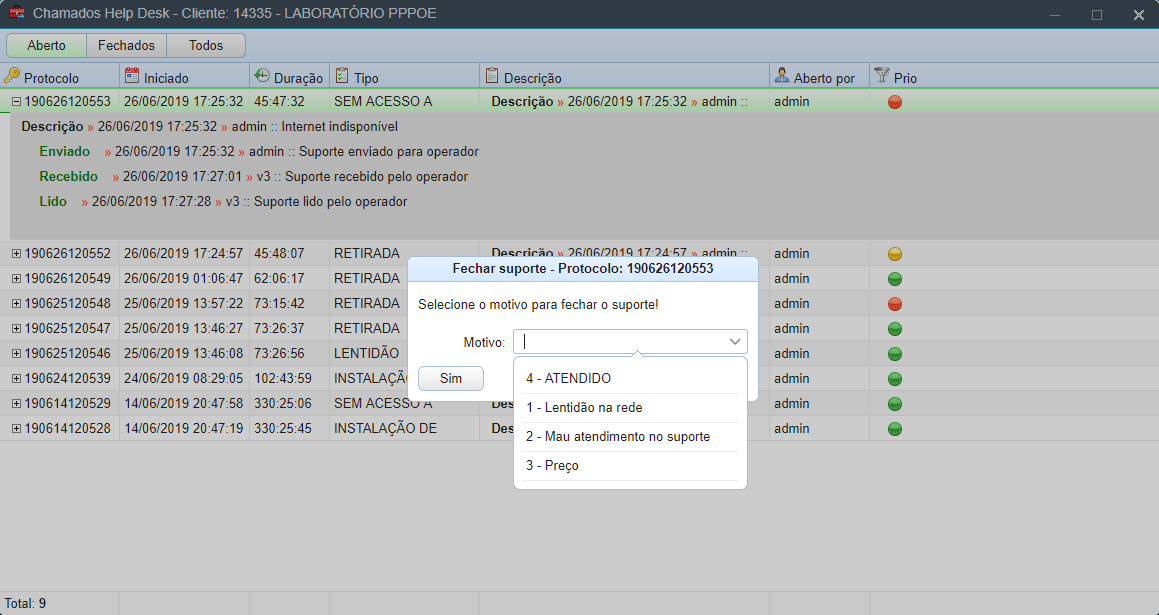 Chamados Help Desk - Cliente: 14335 - LABORATÓRIO PPPOE
Aberto Fechados Todos
Protocolo Iniciado Duração Tipo Descrição Aberto por Prio
190626120553 26/06/2019 17:25:32 45:47:32 SEM ACESSO A Descrição » 26/06/2019 17:25:32 » admin :: admin
Descrição » 26/06/2019 17:25:32 » admin :: Internet indisponível
Enviado » 26/06/2019 17:25:32 » admin :: Suporte enviado para operador
Recebido » 26/06/2019 17:27:01 » v3 :: Suporte recebido pelo operador
Lido » 26/06/2019 17:27:28 » v3 :: Suporte lido pelo operador
190626120552 26/06/2019 17:24:57 45:48:07 RETIRADA Descrição » 26/06/2019 17:24:57 » admin :: admin
190626120549 26/06/2019 01:06:47 62:06:17 RETIRADA admin
190625120548 25/06/2019 13:57:22 73:15:42 RETIRADA admin
190625120547 25/06/2019 13:46:27 73:26:37 RETIRADA admin
190625120546 25/06/2019 13:46:08 73:26:56 LENTIDÃO admin
190624120539 24/06/2019 08:29:05 102:43:59 INSTALAÇÃO admin
190614120529 14/06/2019 20:47:58 330:25:06 SEM ACESSO A Des admin
190614120528 14/06/2019 20:47:19 330:25:45 INSTALAÇÃO DE Des admin
Fechar suporte - Protocolo: 190626120553
Selecione o motivo para fechar o suporte!
Motivo:
Sim
4 - ATENDIDO
1 - Lentidão na rede
2 - Mau atendimento no suporte
3 - Preço
Total: 9